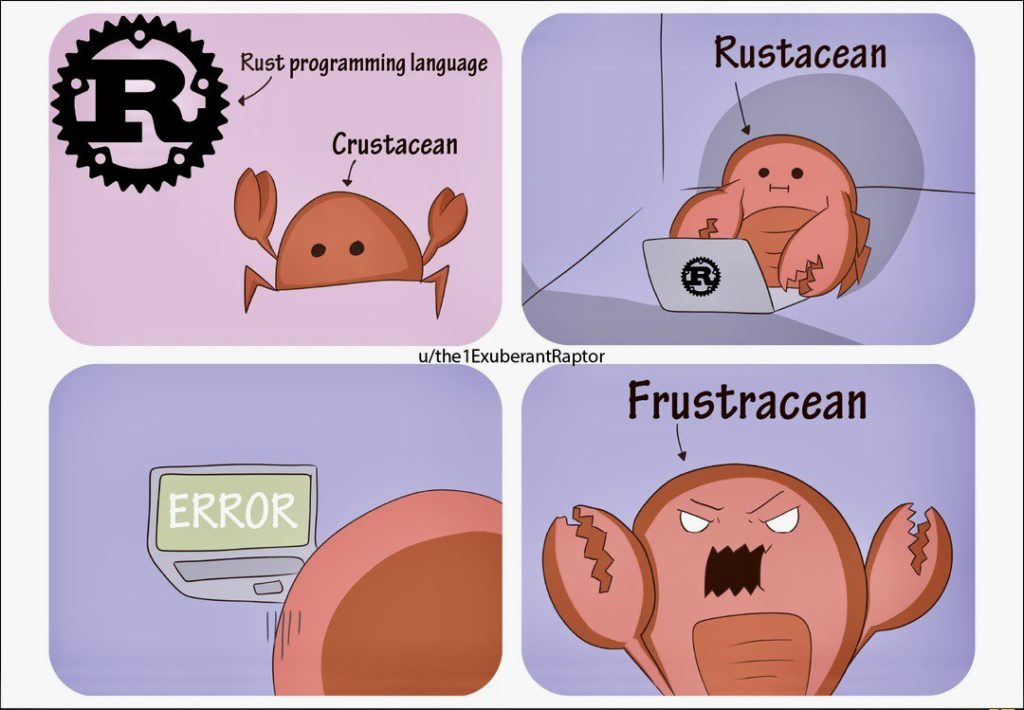 R
Rust programming language
Crustacean
Rustacean
R
u/the1ExuberantRaptor
ERROR
Frustracean